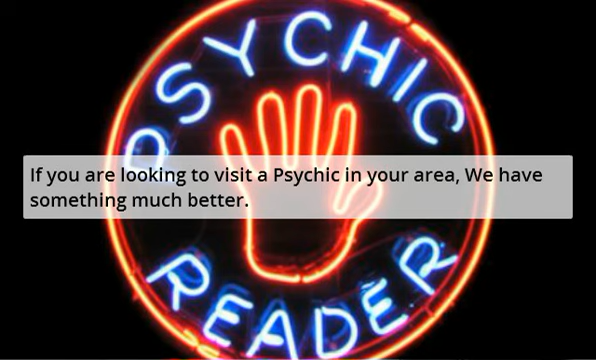 PSYCHIC
If you are looking to visit a Psychic in your area, We have
something much better.
READER